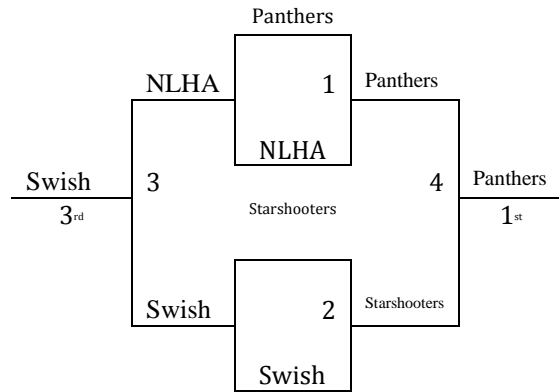 Panthers
NLHA 1 Panthers
NLHA
Swish 3 4 Panthers
3rd Starshooters 1st
Swish 2 Starshooters
Swish